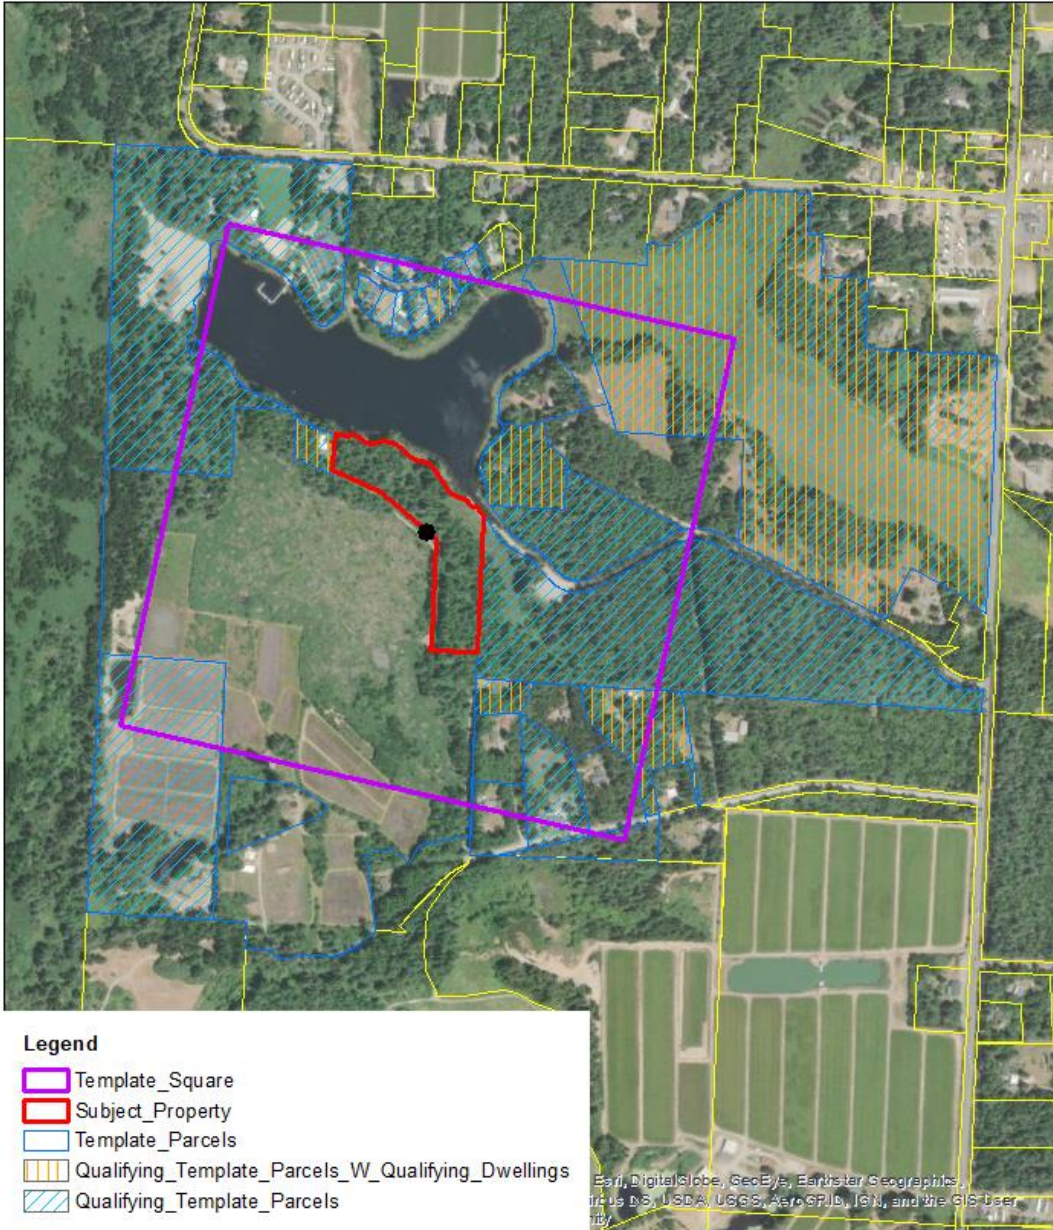 Legend
Template_Square
Subject_Property
Template_Parcels
Qualifying_Template_Parcels_W_Qualifying_Dwellings
Qualifying_Template_Parcels
Esri, DigitalGlobe, GeoEye, Earthstar Geographics,
DS, USDA, USGS, AeroGRID, IGN, and the GIS User